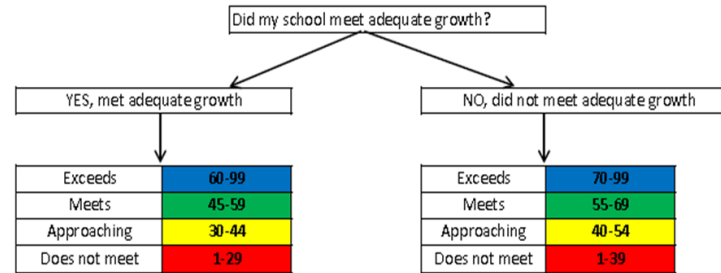 Did my school meet adequate growth?
YES, met adequate growth
NO, did not meet adequate growth
Exceeds 60-99
Meets 45-59
Approaching 30-44
Does not meet 1-29
Exceeds 70-99
Meets 55-69
Approaching 40-54
Does not meet 1-39